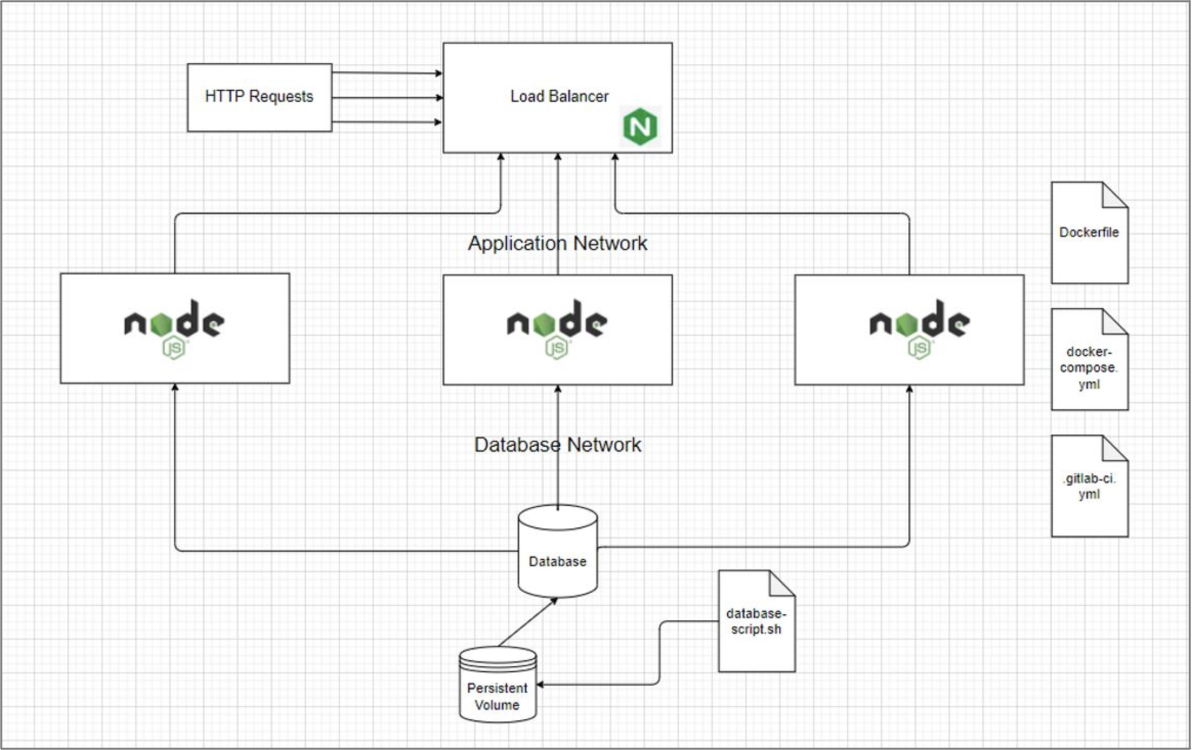 HTTP Requests
Load Balancer
N
Application Network
node
JS
node
JS
node
JS
Dockerfile
docker-
compose.
yml
.gitlab-ci.
yml
Database Network
Database
database-
script.sh
Persistent
Volume